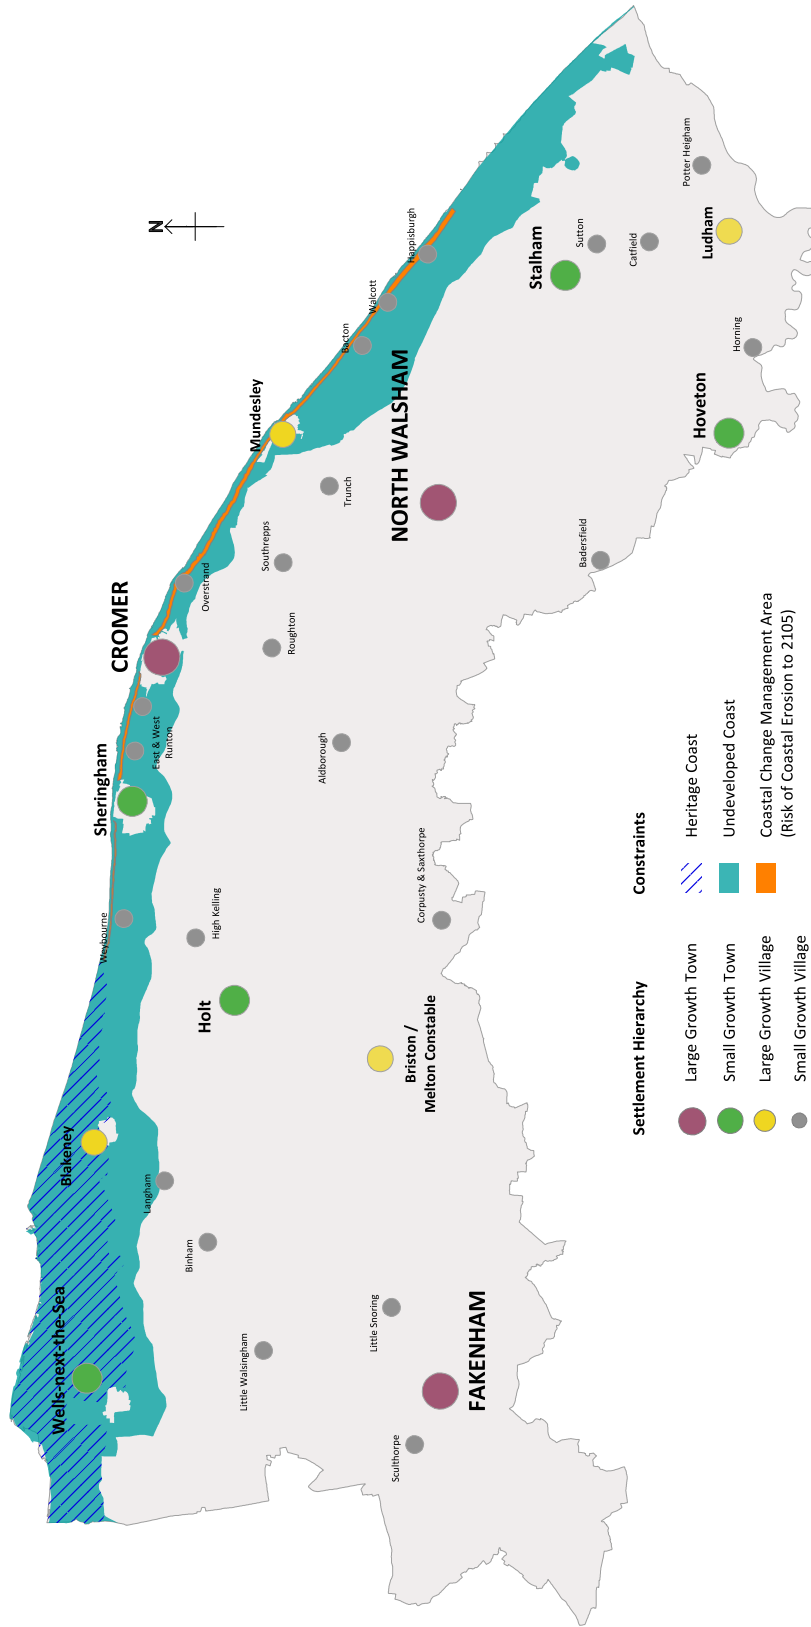 N
Wells-next-the-Sea
Blakeney
Weybourne
Sheringham
East & West
Runton
CROMER
Overstrand
Mundesley
Bacton
Walcott
Happisburgh
Langham
Binham
Holt
High Kelling
Roughton
Southrepps
Trunch
NORTH WALSHAM
Little Walsingham
Aldborough
Little Snoring
Sculthorpe
FAKENHAM
Briston /
Melton Constable
Corpusty & Saxthorpe
Stalham
Sutton
Catfield
Potter Heigham
Ludham
Horning
Hoveton
Badersfield
Settlement Hierarchy
Large Growth Town
Small Growth Town
Large Growth Village
Small Growth Village
Constraints
Heritage Coast
Undeveloped Coast
Coastal Change Management Area
(Risk of Coastal Erosion to 2105)